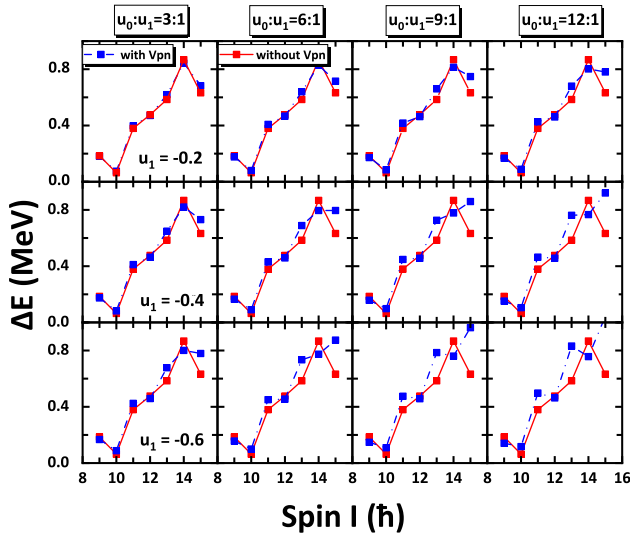 u0:u1=3:1 u0:u1=6:1 u0:u1=9:1 u0:u1=12:1
with Vpn without Vpn
0.8
0.4
u1 = -0.2
0.0
0.8
ΔE (MeV)
0.4
u1 = -0.4
0.0
0.8
0.4
u1 = -0.6
0.0
8 10 12 14 8 10 12 14 8 10 12 14 8 10 12 14 16
Spin I (ħ)